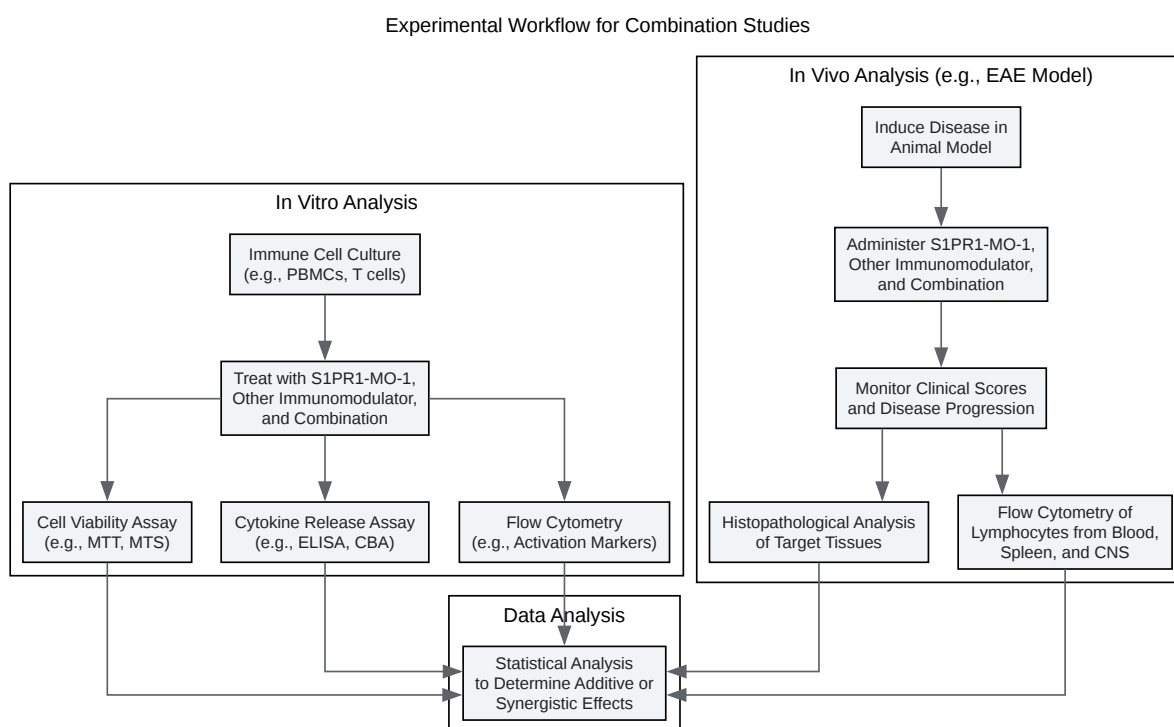 Experimental Workflow for Combination Studies
In Vitro Analysis
Immune Cell Culture
(e.g., PBMCs, T cells)
Treat with S1PR1-MO-1,
Other Immunomodulator,
and Combination
Cell Viability Assay
(e.g., MTT, MTS)
Cytokine Release Assay
(e.g., ELISA, CBA)
Flow Cytometry
(e.g., Activation Markers)
In Vivo Analysis (e.g., EAE Model)
Induce Disease in
Animal Model
Administer S1PR1-MO-1,
Other Immunomodulator,
and Combination
Monitor Clinical Scores
and Disease Progression
Histopathological Analysis
of Target Tissues
Flow Cytometry of
Lymphocytes from Blood,
Spleen, and CNS
Data Analysis
Statistical Analysis
to Determine Additive or
Synergistic Effects